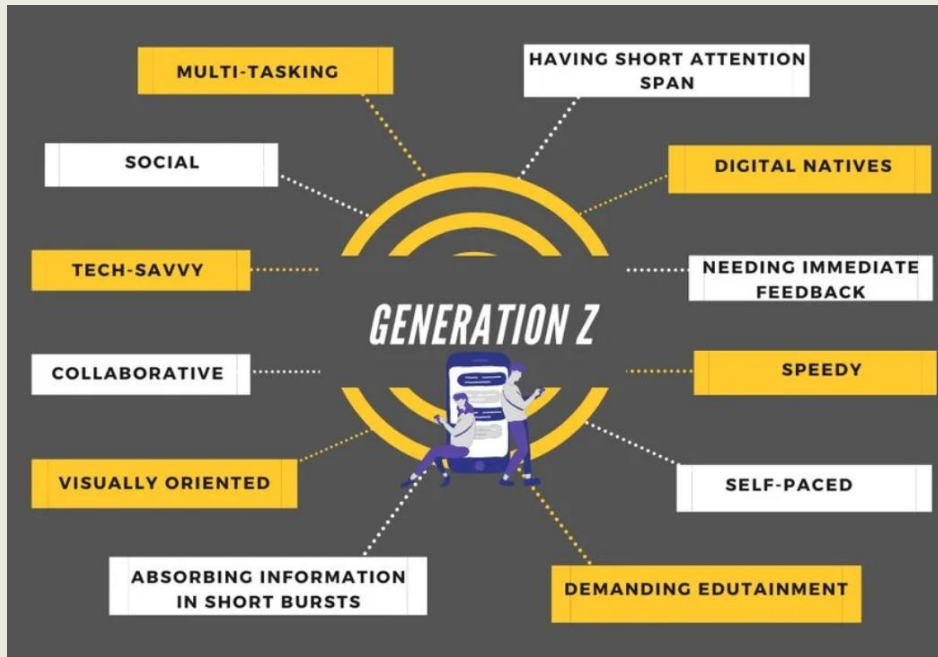 MULTI-TASKING
HAVING SHORT ATTENTION
SPAN
SOCIAL
DIGITAL NATIVES
TECH-SAVVY
NEEDING IMMEDIATE
FEEDBACK
GENERATION Z
COLLABORATIVE
SPEEDY
VISUALLY ORIENTED
SELF-PACED
ABSORBING INFORMATION
IN SHORT BURSTS
DEMANDING EDUTAINMENT